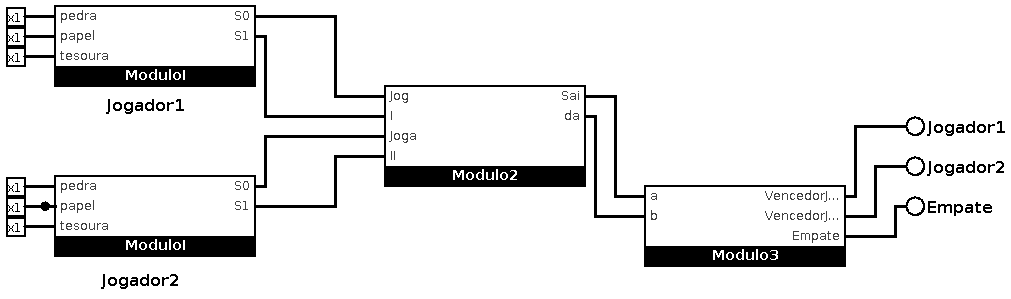 x1 pedra S0
x1 papel S1
x1 tesoura
ModuloI
Jogador1
Jog Sai
I da
Joga
II
Modulo2
x1 pedra S0
x1 papel S1
x1 tesoura
ModuloI
Jogador2
a VencedorJ...
b VencedorJ...
Empate
Modulo3
Jogador1
Jogador2
Empate